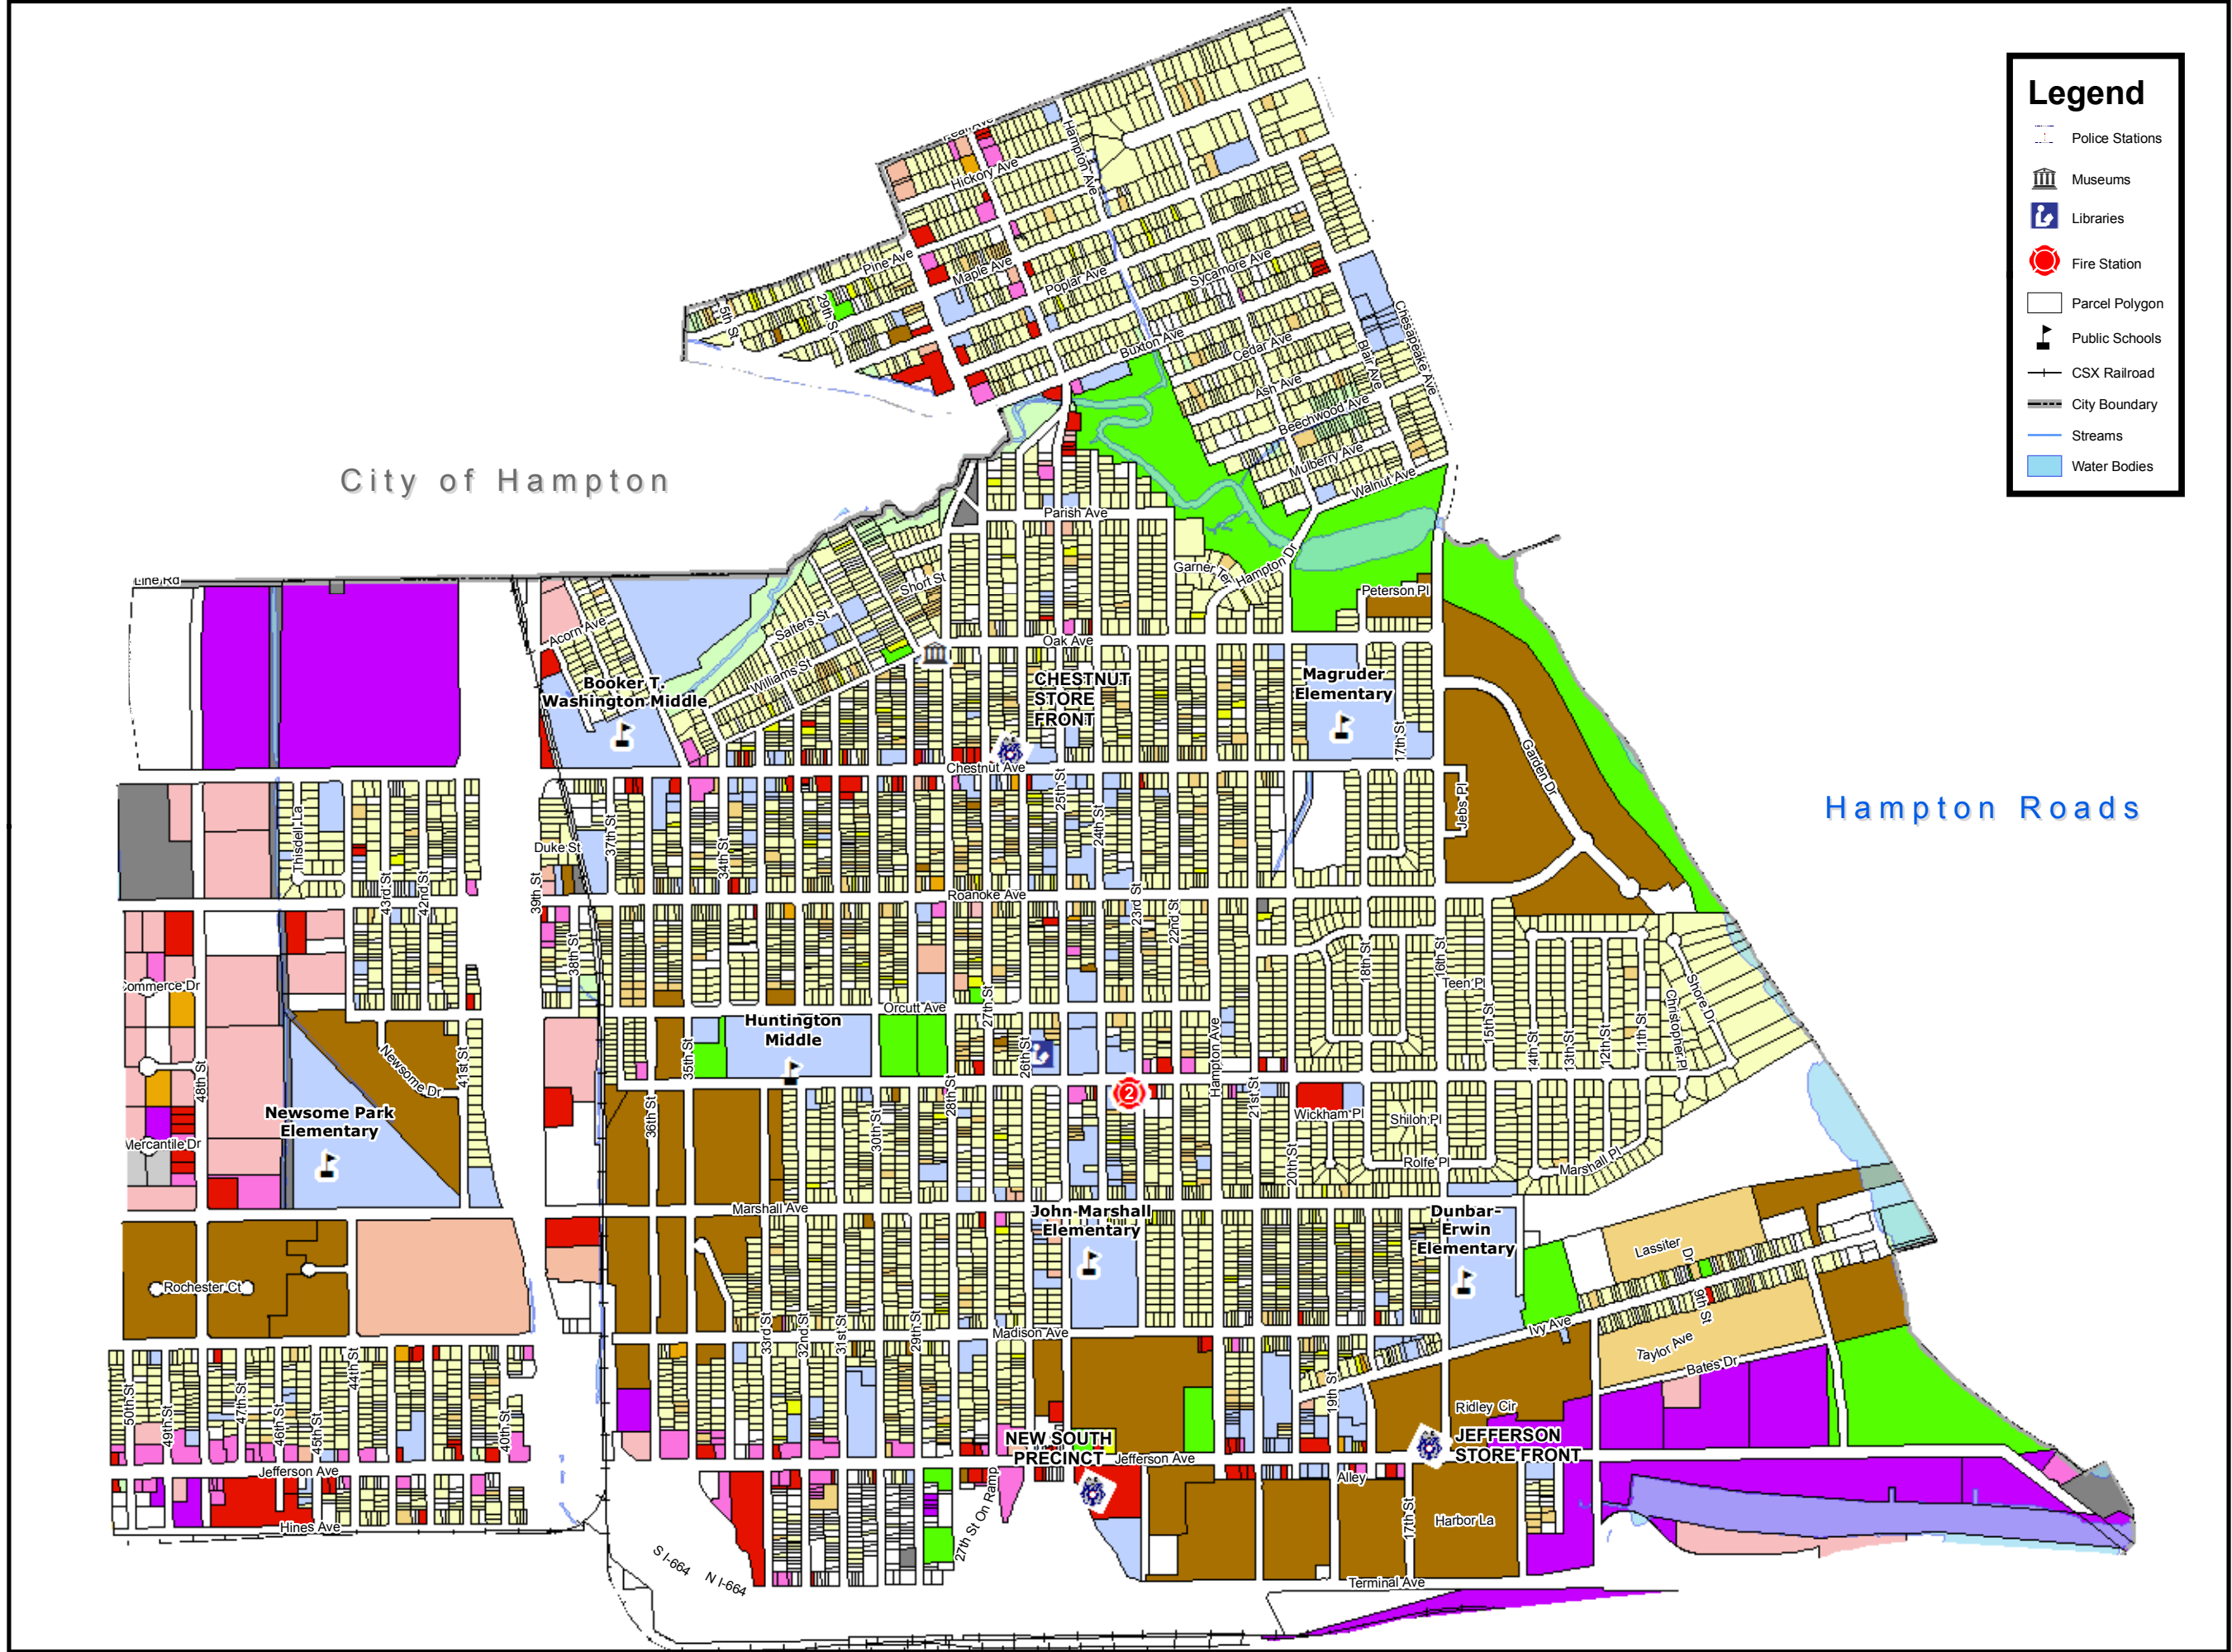 Legend
Police Stations
Museums
Libraries
Fire Station
Parcel Polygon
Public Schools
CSX Railroad
City Boundary
Streams
Water Bodies
Hampton Ave
Hickory Ave
Pine Ave
Maple Ave
Poplar Ave
Sycamore Ave
29th St
5th St
Buxton Ave
Cedar Ave
Chesapeake Ave
Blair Ave
Ash Ave
Beechwood Ave
Mulberry Ave
Walnut Ave
City of Hampton
Parish Ave
Hampton Dr
Garner Ter
Short St
Peterson Pl
Line Rd
Acorn Ave
Salters St
Williams St
Oak Ave
Booker T.
Washington Middle
CHESTNUT
STORE
FRONT
Magruder
Elementary
17th St
Garden Dr
Chestnut Ave
25th St
Jebs Pl
Hampton Roads
Thisdell La
37th St
34th St
24th St
Duke St
43rd St
42nd St
39th St
Roanoke Ave
23rd St
22nd St
38th St
18th St
16th St
Commerce Dr
Teen Pl
Shore Dr
Christopher Pl
Orcutt Ave
27th St
Huntington
Middle
15th St
14th St
13th St
12th St
11th St
48th St
Newsome Dr
41st St
35th St
26th St
Hampton Ave
2
36th St
30th St
28th St
21st St
Wickham Pl
Shiloh Pl
Newsome Park
Elementary
Mercantile Dr
20th St
Rolfe Pl
Marshall Pl
Marshall Ave
John Marshall
Elementary
Dunbar-
Erwin
Elementary
Lassiter Dr
Rochester Ct
9th St
Ivy Ave
Taylor Ave
Bates Dr
Madison Ave
33rd St
32nd St
31st St
29th St
44th St
50th St
49th St
47th St
46th St
45th St
40th St
19th St
Ridley Cir
NEW SOUTH
PRECINCT
JEFFERSON
STORE FRONT
Jefferson Ave
Jefferson Ave
Alley
27th St On Ramp
17th St
Harbor La
Hines Ave
S I-664
N I-664
Terminal Ave